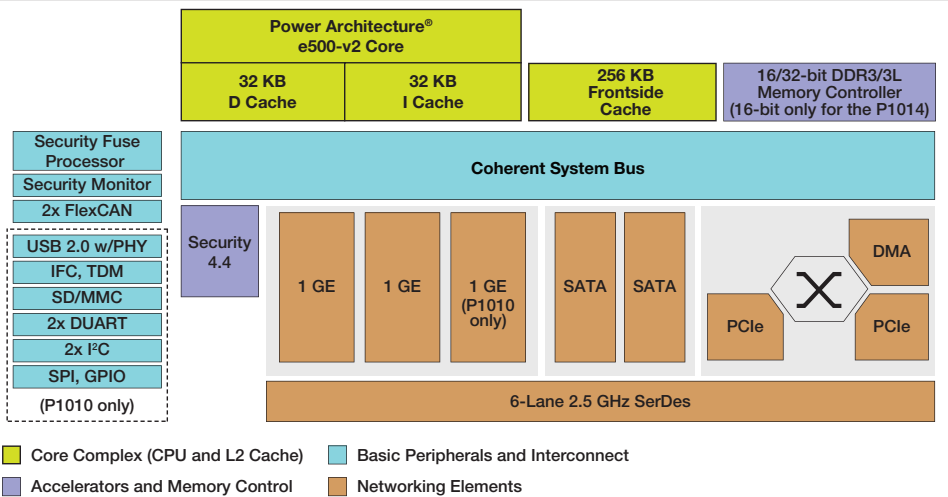 Power Architecture®
e500-v2 Core
32 KB
D Cache
32 KB
I Cache
256 KB
Frontside
Cache
16/32-bit DDR3/3L
Memory Controller
(16-bit only for the P1014)
Security Fuse
Processor
Security Monitor
2x FlexCAN
USB 2.0 w/PHY
IFC, TDM
SD/MMC
2x DUART
2x I²C
SPI, GPIO
(P1010 only)
Coherent System Bus
Security
4.4
1 GE
1 GE
1 GE
(P1010
only)
SATA
SATA
DMA
PCIe
PCIe
6-Lane 2.5 GHz SerDes
Core Complex (CPU and L2 Cache)
Basic Peripherals and Interconnect
Accelerators and Memory Control
Networking Elements